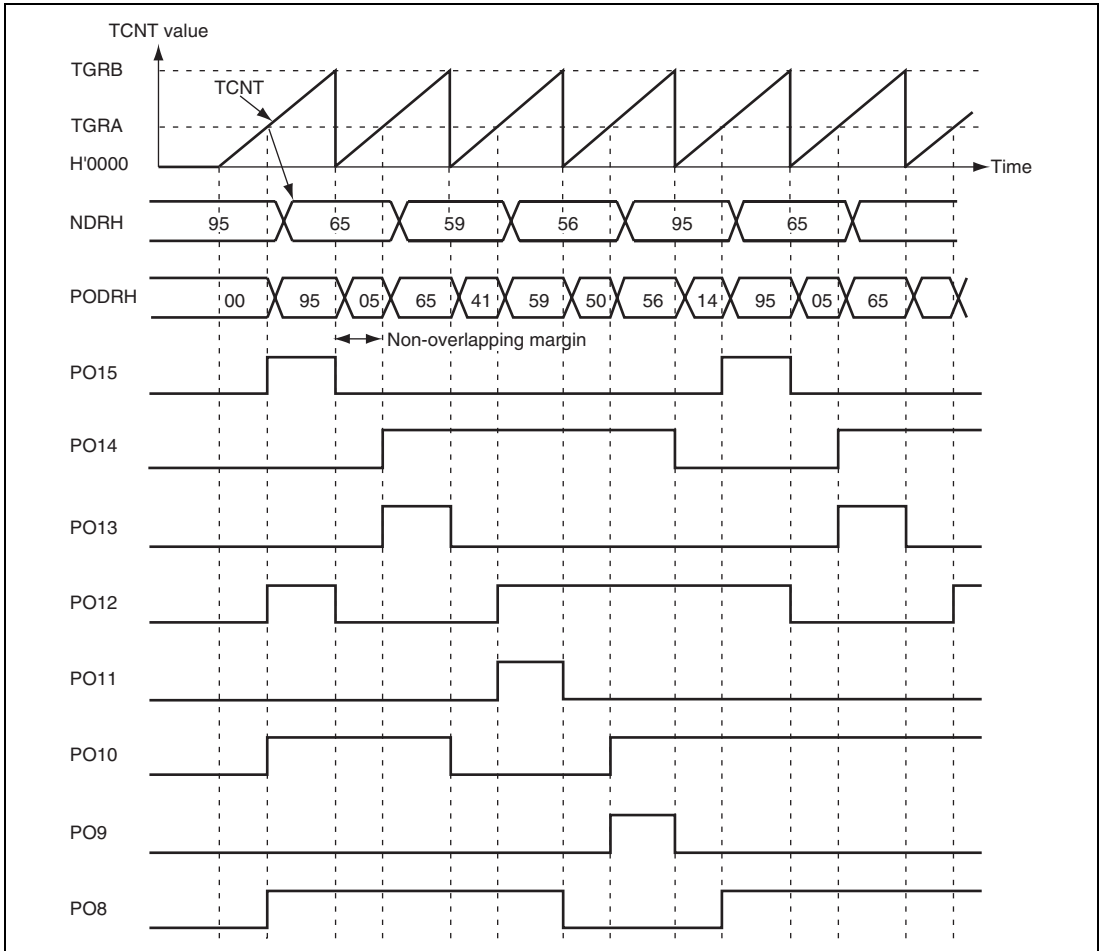 TCNT value
TGRB
TCNT
TGRA
H'0000
Time
NDRH 95 65 59 56 95 65
PODRH 00 95 05 65 41 59 50 56 14 95 05 65
Non-overlapping margin
PO15
PO14
PO13
PO12
PO11
PO10
PO9
PO8